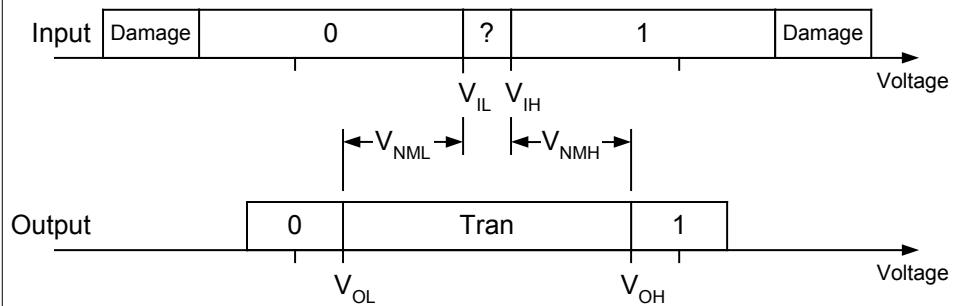 Input Damage 0 ? 1 Damage
Voltage
V_IL V_IH
V_NML V_NMH
Output 0 Tran 1
Voltage
V_OL V_OH